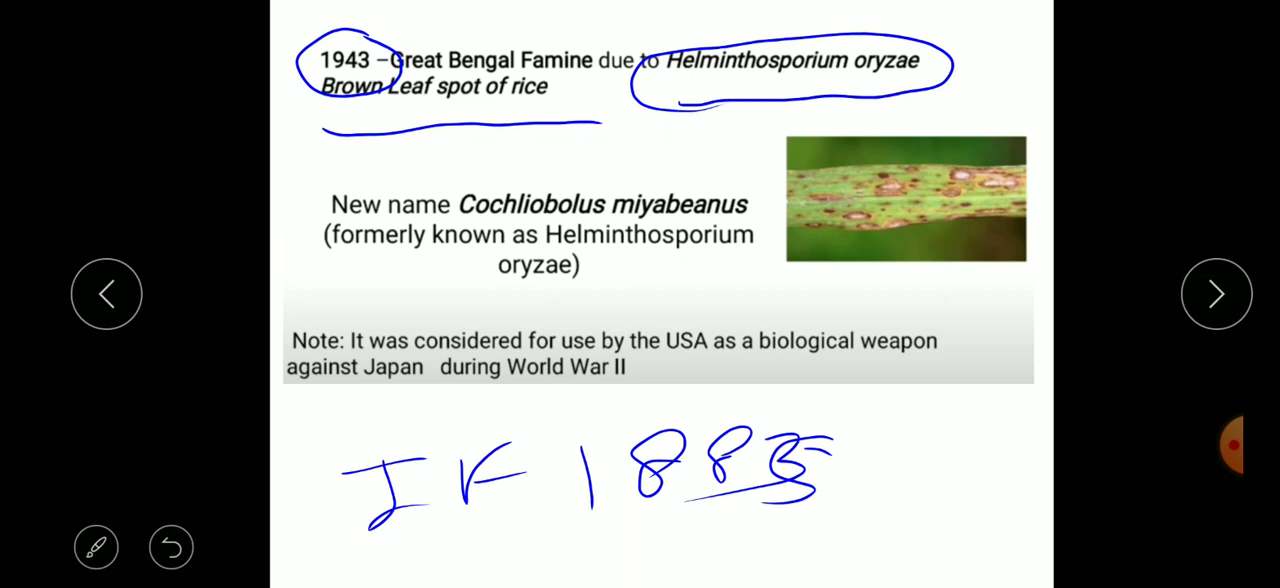 1943 –Great Bengal Famine due to Helminthosporium oryzae
Brown Leaf spot of rice
New name Cochliobolus miyabeanus
(formerly known as Helminthosporium
oryzae)
Note: It was considered for use by the USA as a biological weapon
against Japan during World War II